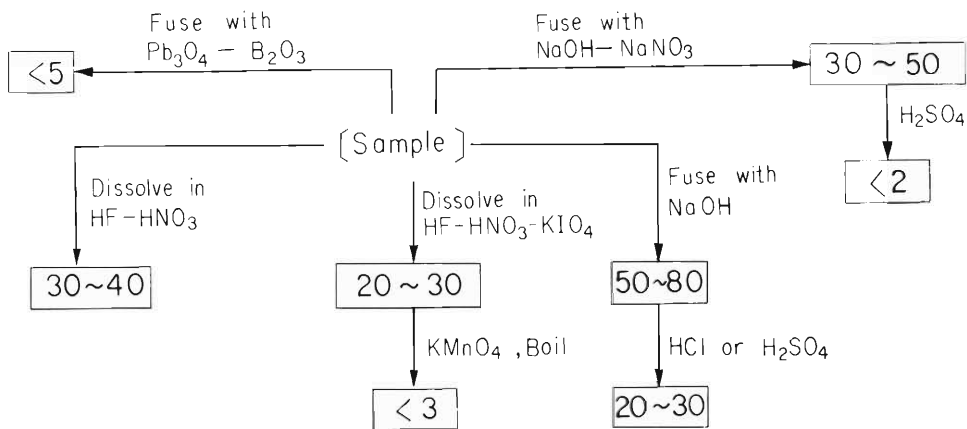 Fuse with
Pb₃O₄ – B₂O₃
<5
Fuse with
NaOH–NaNO₃
30 ~ 50
H₂SO₄
<2
[Sample]
Dissolve in
HF-HNO₃
30~40
Dissolve in
HF-HNO₃-KIO₄
20 ~ 30
KMnO₄ , Boil
<3
Fuse with
NaOH
50~80
HCl or H₂SO₄
20~30